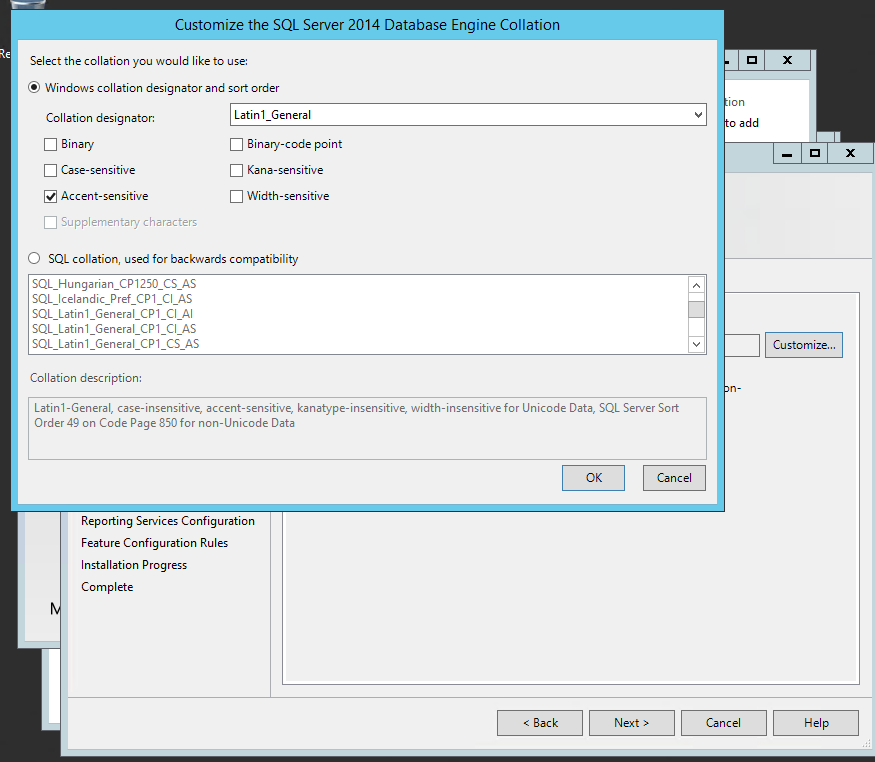 Re
Customize the SQL Server 2014 Database Engine Collation
Select the collation you would like to use:
Windows collation designator and sort order
Collation designator:
Latin1_General
Binary
Binary-code point
Case-sensitive
Kana-sensitive
Accent-sensitive
Width-sensitive
Supplementary characters
SQL collation, used for backwards compatibility
SQL_Hungarian_CP1250_CS_AS
SQL_Icelandic_Pref_CP1_CI_AS
SQL_Latin1_General_CP1_CI_AI
SQL_Latin1_General_CP1_CI_AS
SQL_Latin1_General_CP1_CS_AS
Collation description:
Latin1-General, case-insensitive, accent-sensitive, kanatype-insensitive, width-insensitive for Unicode Data, SQL Server Sort
Order 49 on Code Page 850 for non-Unicode Data
OK
Cancel
tion
to add
Customize...
on-
Reporting Services Configuration
Feature Configuration Rules
Installation Progress
Complete
M
< Back
Next >
Cancel
Help